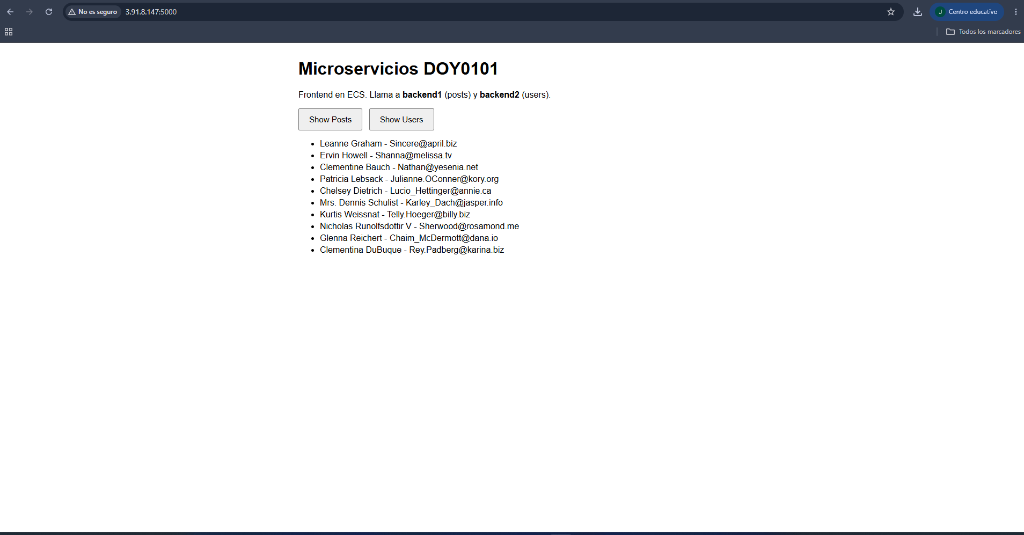 No es seguro 3.91.8.147:5000
J Centro educativo
Todos los marcadores
Microservicios DOY0101
Frontend en ECS. Llama a backend1 (posts) y backend2 (users).
Show Posts Show Users
Leanne Graham - Sincere@april.biz
Ervin Howell - Shanna@melissa.tv
Clementine Bauch - Nathan@yesenia.net
Patricia Lebsack - Julianne.OConner@kory.org
Chelsey Dietrich - Lucio_Hettinger@annie.ca
Mrs. Dennis Schulist - Karley_Dach@jasper.info
Kurtis Weissnat - Telly.Hoeger@billy.biz
Nicholas Runolfsdottir V - Sherwood@rosamond.me
Glenna Reichert - Chaim_McDermott@dana.io
Clementina DuBuque - Rey.Padberg@karina.biz